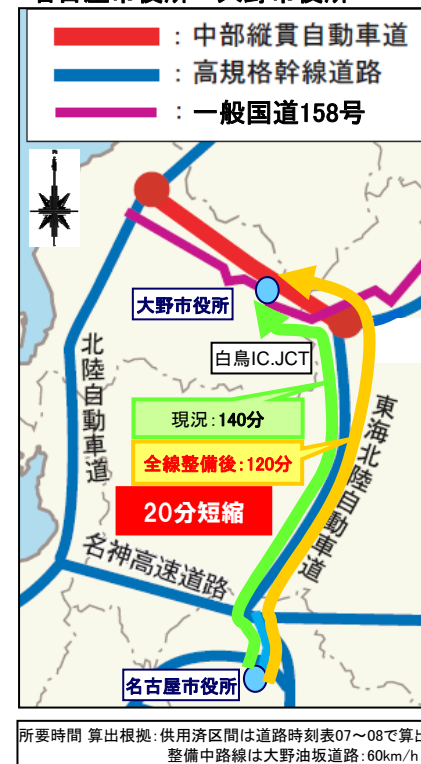 ：中部縦貫自動車道
：高規格幹線道路
：一般国道158号
大野市役所
白鳥IC.JCT
北陸自動車道
現況：140分
東海北陸自動車道
全線整備後：120分
20分短縮
名神高速道路
名古屋市役所
所要時間 算出根拠：供用済区間は道路時刻表07～08で算出
整備中路線は大野油坂道路：60km/h